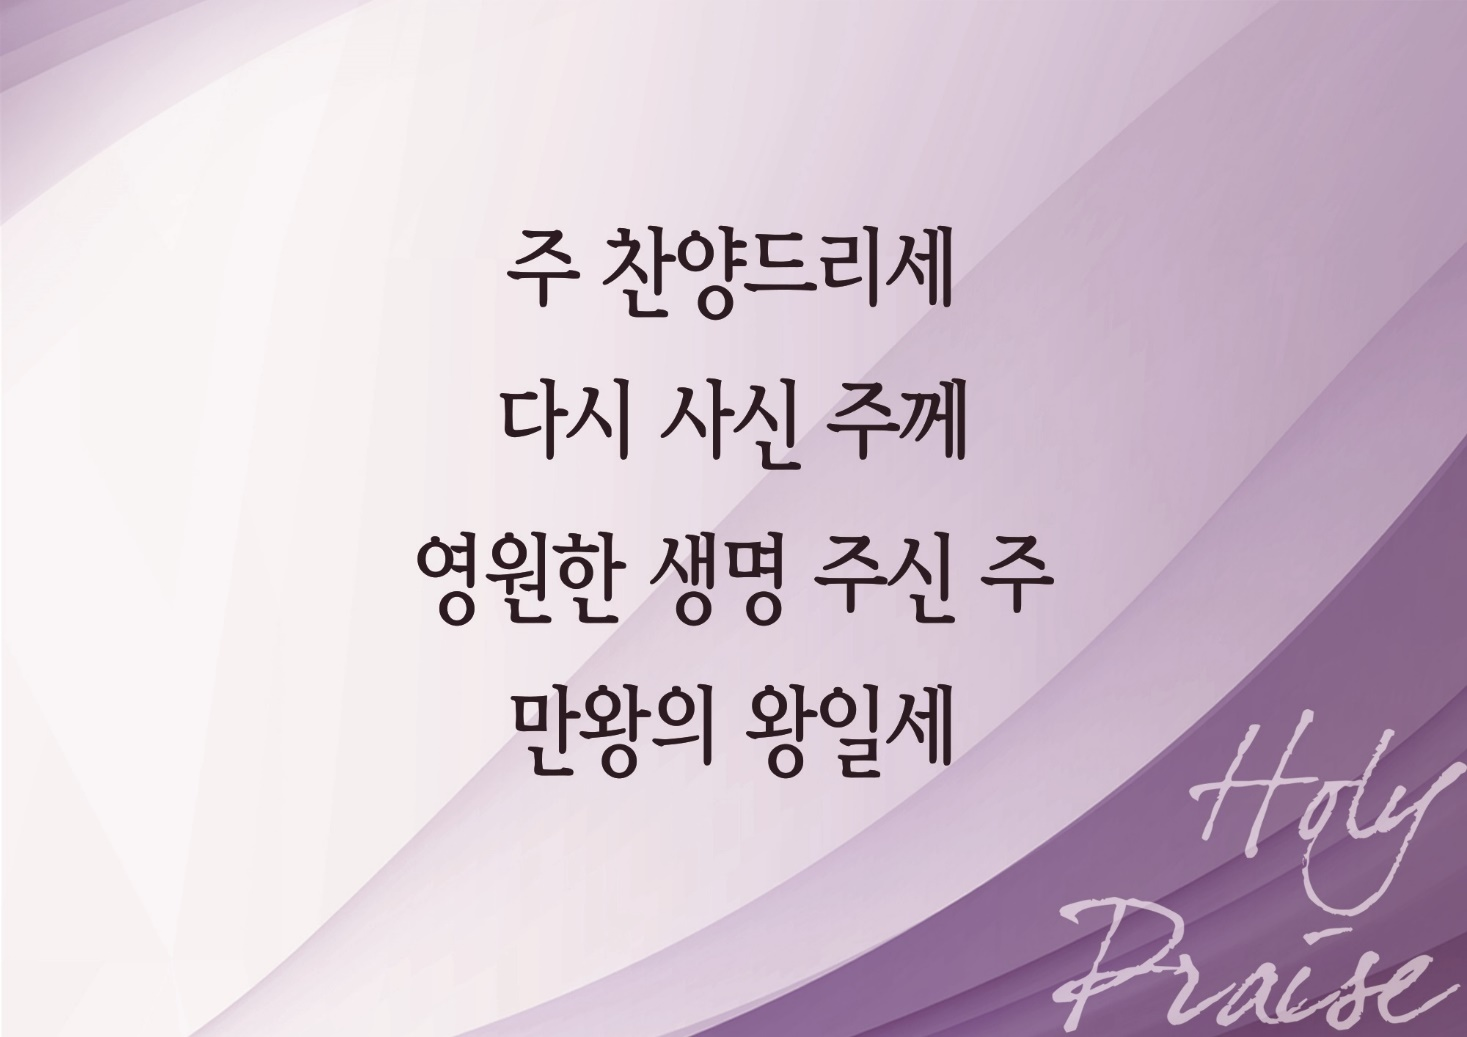 주 찬양드리세
다시 사신 주께
영원한 생명 주신 주
만왕의 왕일세
Holy
Praise